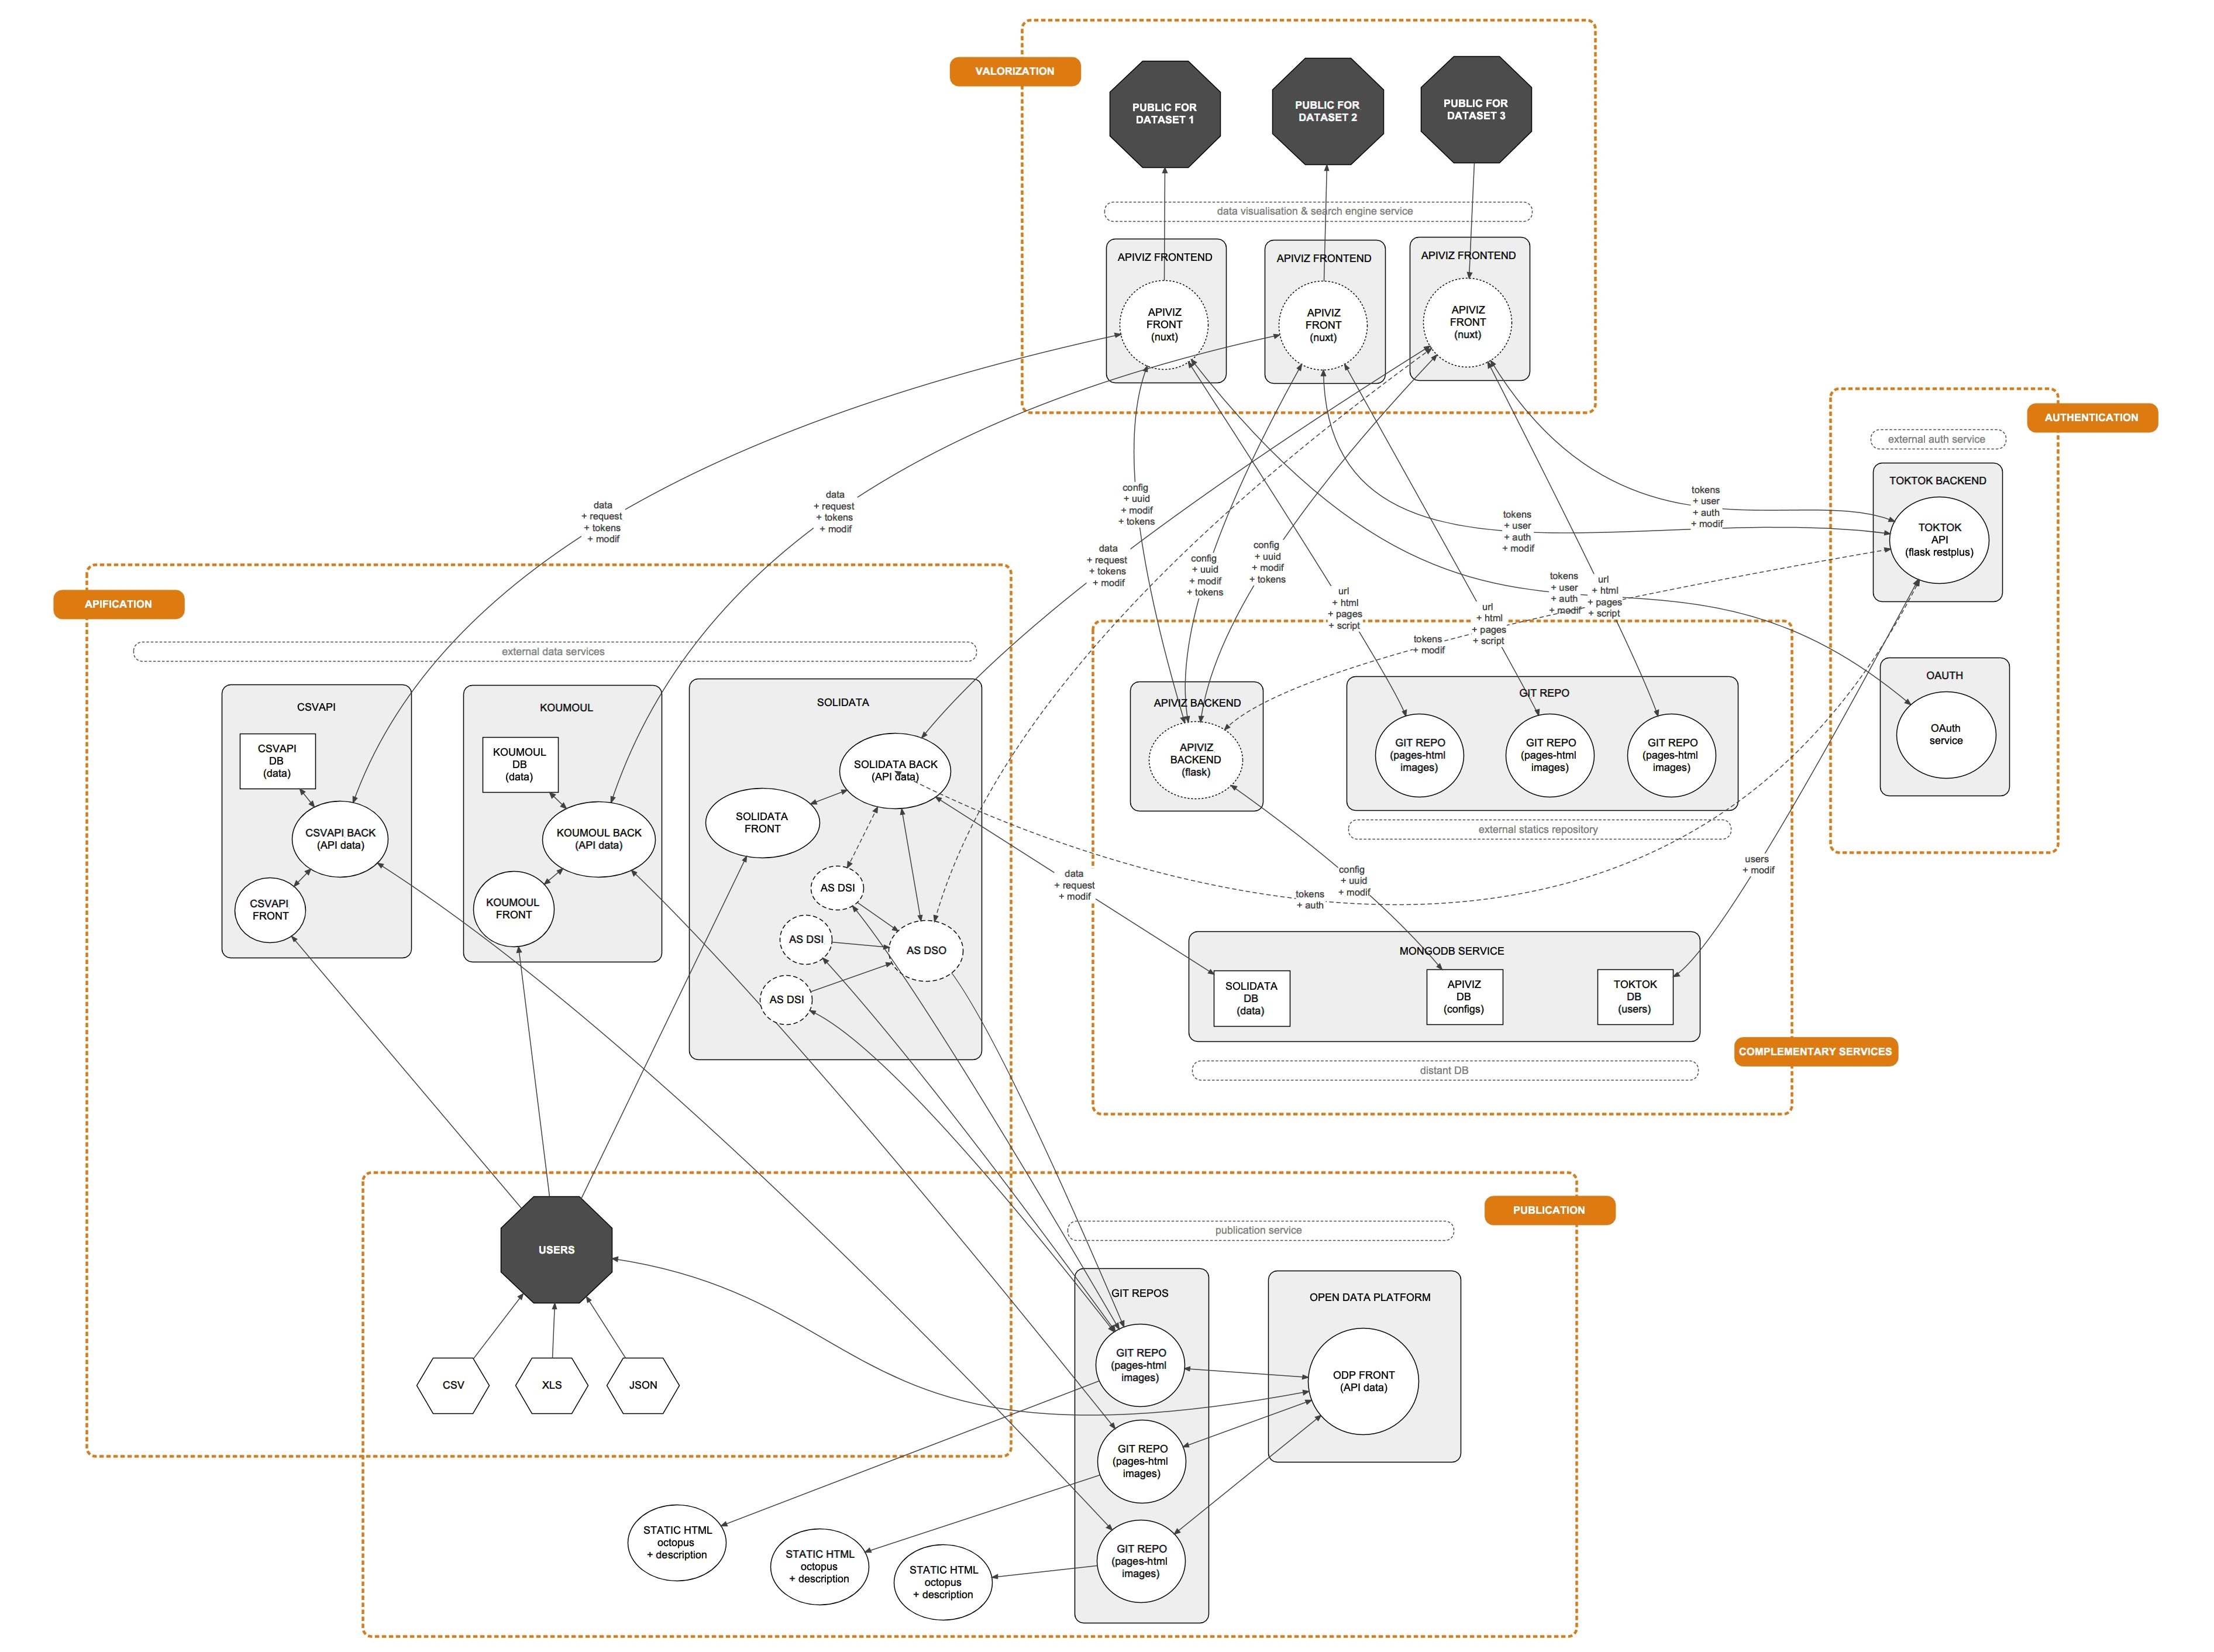 VALORIZATION
PUBLIC FOR
DATASET 1
PUBLIC FOR
DATASET 2
PUBLIC FOR
DATASET 3
data visualisation & search engine service
APIVIZ FRONTEND
APIVIZ
FRONT
(nuxt)
APIVIZ FRONTEND
APIVIZ
FRONT
(nuxt)
APIVIZ FRONTEND
APIVIZ
FRONT
(nuxt)
AUTHENTICATION
external auth service
TOKTOK BACKEND
TOKTOK
API
(flask restplus)
OAUTH
OAuth
service
data
+ request
+ tokens
+ modif
data
+ request
+ tokens
+ modif
data
+ request
+ tokens
+ modif
config
+ uuid
+ modif
+ tokens
config
+ uuid
+ modif
+ tokens
config
+ uuid
+ modif
+ tokens
url
+ html
+ pages
+ script
url
+ html
+ pages
+ script
url
+ html
+ pages
+ script
tokens
+ user
+ auth
+ modif
tokens
+ user
+ auth
+ modif
tokens
+ user
+ auth
+ modif
tokens
+ modif
APIFICATION
external data services
CSVAPI
CSVAPI
DB
(data)
CSVAPI BACK
(API data)
CSVAPI
FRONT
KOUMOUL
KOUMOUL
DB
(data)
KOUMOUL BACK
(API data)
KOUMOUL
FRONT
SOLIDATA
SOLIDATA BACK
(API data)
SOLIDATA
FRONT
AS DSI
AS DSI
AS DSI
AS DSO
APIVIZ BACKEND
APIVIZ
BACKEND
(flask)
GIT REPO
GIT REPO
(pages-html
images)
GIT REPO
(pages-html
images)
GIT REPO
(pages-html
images)
external statics repository
data
+ request
+ modif
config
+ uuid
+ modif
tokens
+ auth
users
+ modif
MONGODB SERVICE
SOLIDATA
DB
(data)
APIVIZ
DB
(configs)
TOKTOK
DB
(users)
distant DB
COMPLEMENTARY SERVICES
PUBLICATION
publication service
USERS
CSV
XLS
JSON
GIT REPOS
GIT REPO
(pages-html
images)
GIT REPO
(pages-html
images)
GIT REPO
(pages-html
images)
OPEN DATA PLATFORM
ODP FRONT
(API data)
STATIC HTML
octopus
+ description
STATIC HTML
octopus
+ description
STATIC HTML
octopus
+ description